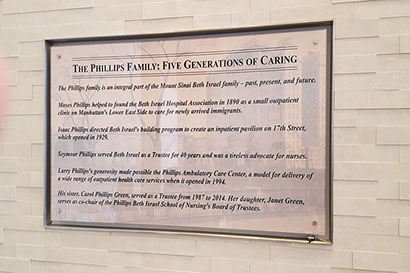 THE PHILLIPS FAMILY: FIVE GENERATIONS OF CARING
The Phillips family is an integral part of the Mount Sinai Beth Israel family – past, present, and future.
Moses Phillips helped to found the Beth Israel Hospital Association in 1890 as a small outpatient
clinic on Manhattan's Lower East Side to care for newly arrived immigrants.
Isaac Phillips directed Beth Israel's building program to create an inpatient pavilion on 17th Street,
which opened in 1929.
Seymour Phillips served Beth Israel as a Trustee for 40 years and was a tireless advocate for nurses.
Larry Phillips's generosity made possible the Phillips Ambulatory Care Center, a model for delivery of
a wide range of outpatient health care services when it opened in 1994.
His sister, Carol Phillips Green, served as a Trustee from 1987 to 2014. Her daughter, Janet Green,
serves as co-chair of the Phillips Beth Israel School of Nursing's Board of Trustees.